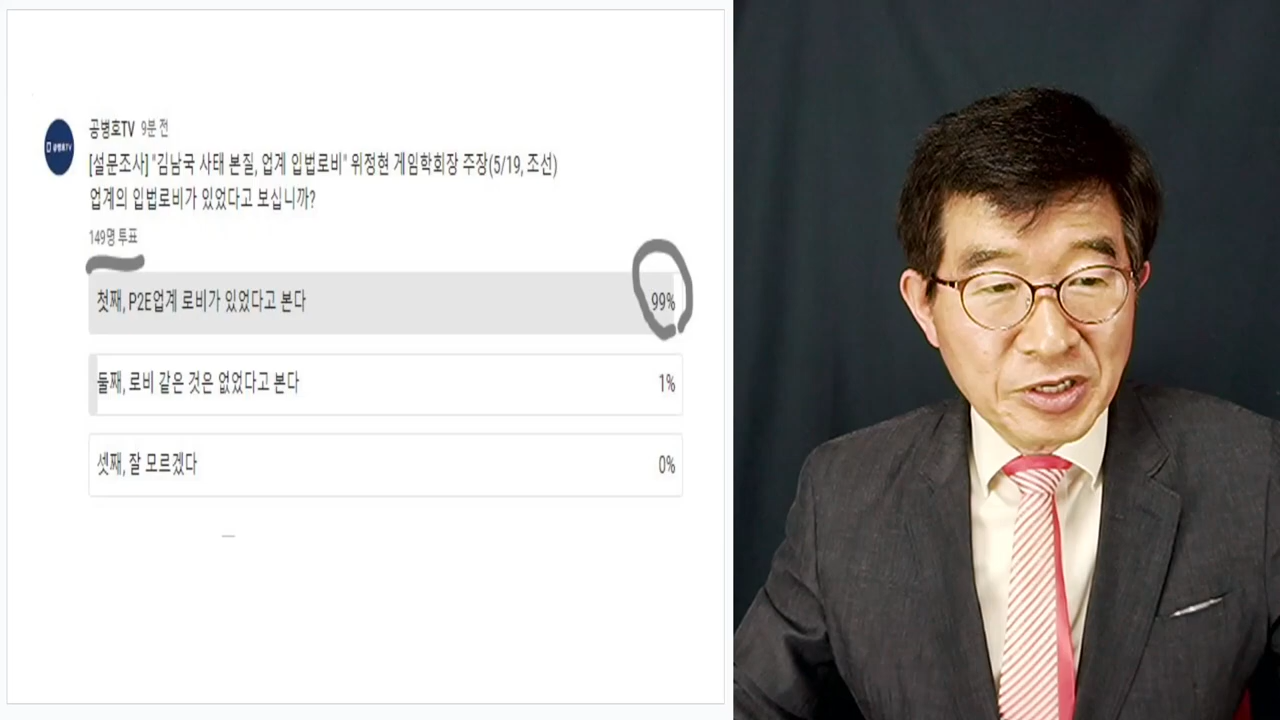 공병호TV
공병호TV 9분 전
[설문조사] "김남국 사태 본질, 업계 입법로비" 위정현 게임학회장 주장(5/19, 조선)
업계의 입법로비가 있었다고 보십니까?
149명 투표
첫째, P2E업계 로비가 있었다고 본다 99%
둘째, 로비 같은 것은 없었다고 본다 1%
셋째, 잘 모르겠다 0%